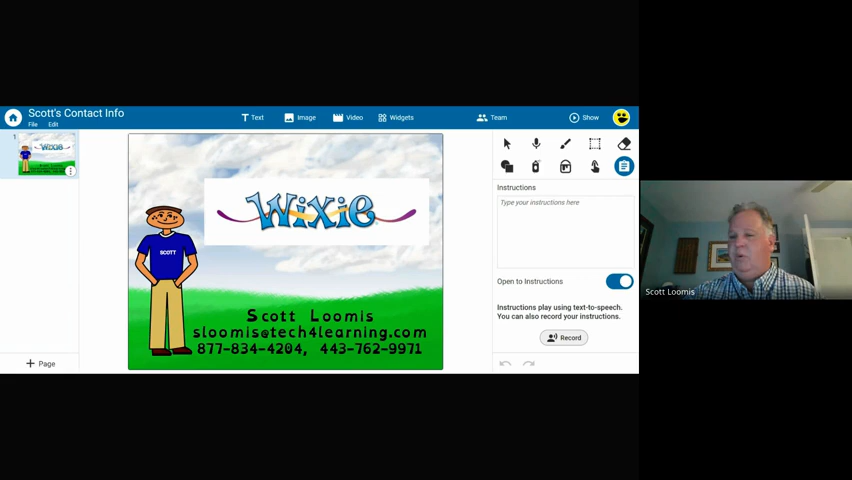 Scott's Contact Info
File Edit
Text Image Video Widgets Team Show
1
Wixie
SCOTT
Scott Loomis
sloomis@tech4learning.com
877-834-4204, 443-762-9971
Page
Instructions
Type your instructions here
Open to Instructions
Instructions play using text-to-speech.
You can also record your instructions.
Record
Scott Loomis